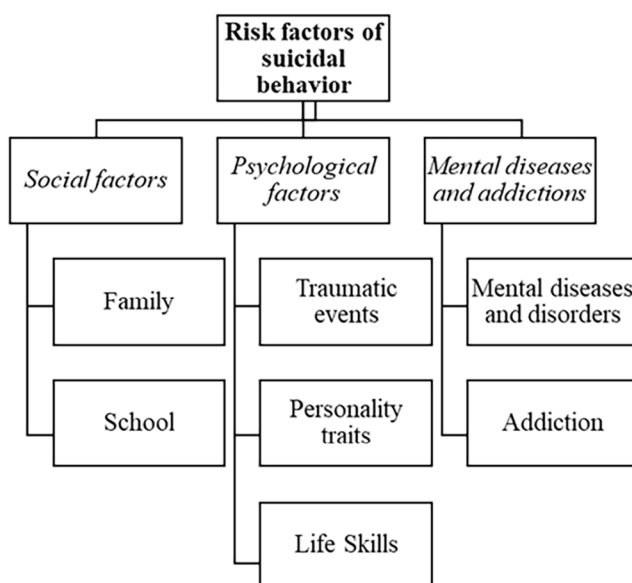 Risk factors of
suicidal
behavior
Social factors
Psychological
factors
Mental diseases
and addictions
Family
School
Traumatic
events
Personality
traits
Life Skills
Mental diseases
and disorders
Addiction